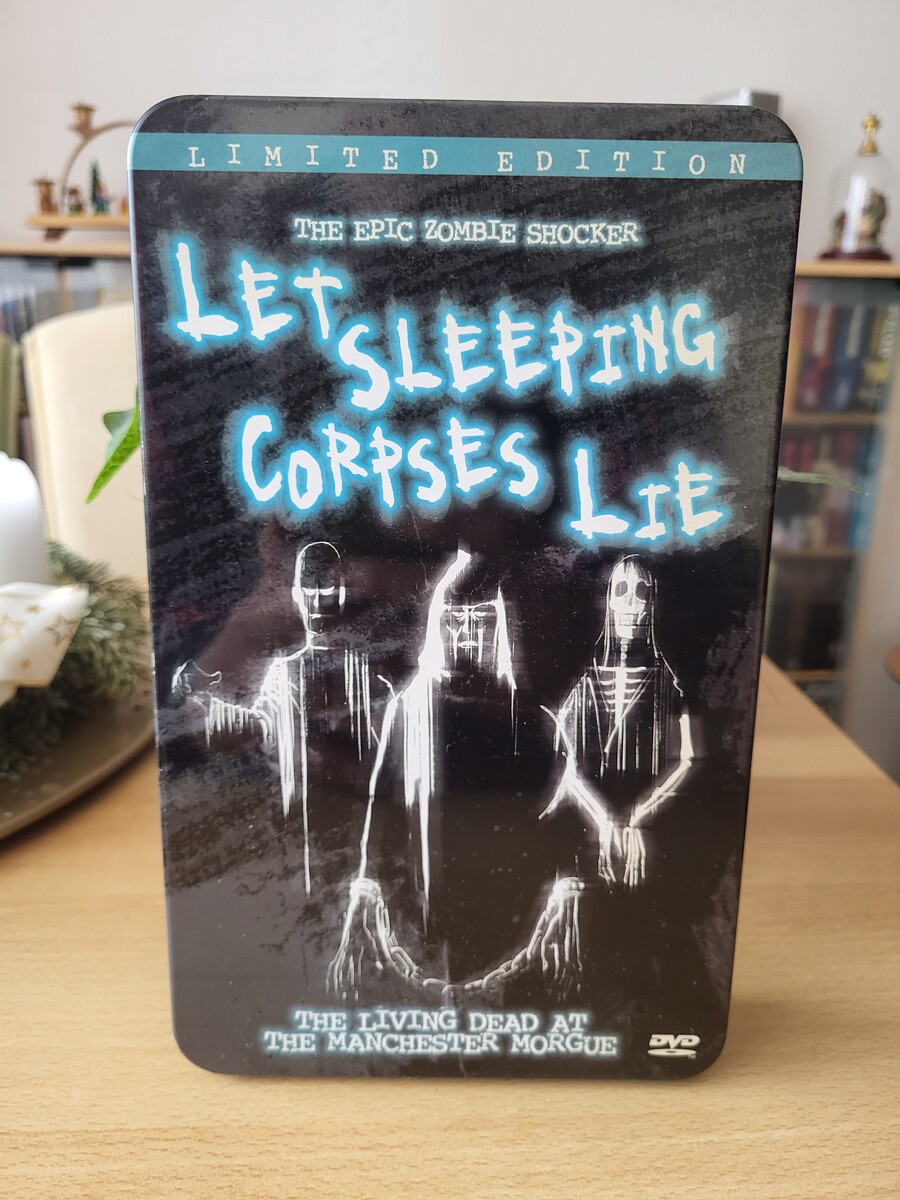 LIMITED EDITION
THE EPIC ZOMBIE SHOCKER
LET
SLEEPING
CORPSES
LIE
THE LIVING DEAD AT
THE MANCHESTER MORGUE
DVD